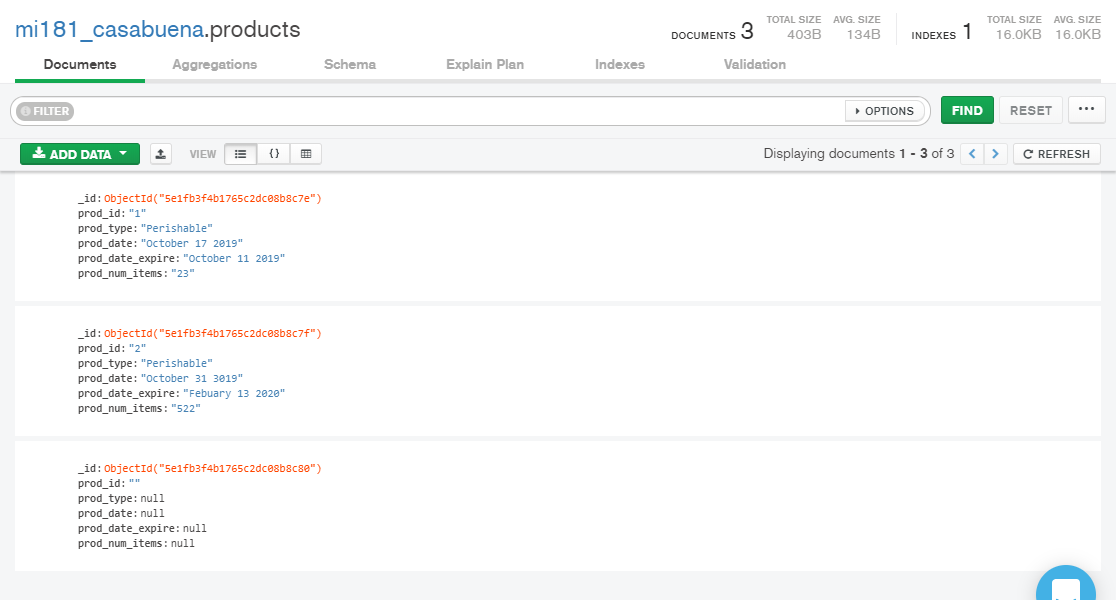 mi181_casabuena.products
DOCUMENTS 3 TOTAL SIZE 403B AVG. SIZE 134B INDEXES 1 TOTAL SIZE 16.0KB AVG. SIZE 16.0KB
Documents Aggregations Schema Explain Plan Indexes Validation
FILTER OPTIONS FIND RESET ...
ADD DATA VIEW {} Displaying documents 1 - 3 of 3 < > REFRESH
_id: ObjectId("5e1fb3f4b1765c2dc08b8c7e")
prod_id: "1"
prod_type: "Perishable"
prod_date: "October 17 2019"
prod_date_expire: "October 11 2019"
prod_num_items: "23"
_id: ObjectId("5e1fb3f4b1765c2dc08b8c7f")
prod_id: "2"
prod_type: "Perishable"
prod_date: "October 31 3019"
prod_date_expire: "Febuary 13 2020"
prod_num_items: "522"
_id: ObjectId("5e1fb3f4b1765c2dc08b8c80")
prod_id: ""
prod_type: null
prod_date: null
prod_date_expire: null
prod_num_items: null